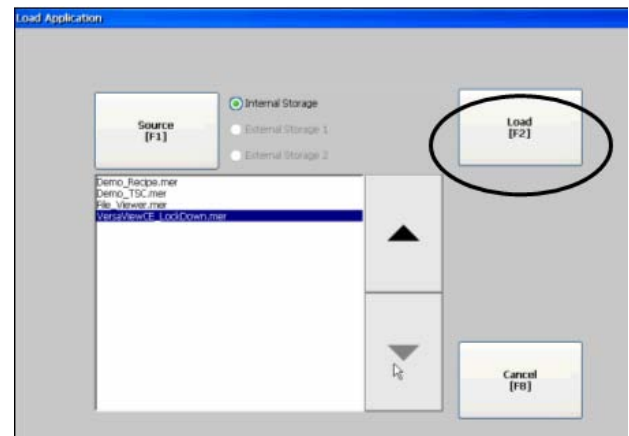 Load Application
Internal Storage
Source
[F1]
External Storage 1
External Storage 2
Load
[F2]
Demo_Recipe.mer
Demo_TSC.mer
File_Viewer.mer
VersaViewCE_LockDown.mer
Cancel
[F8]